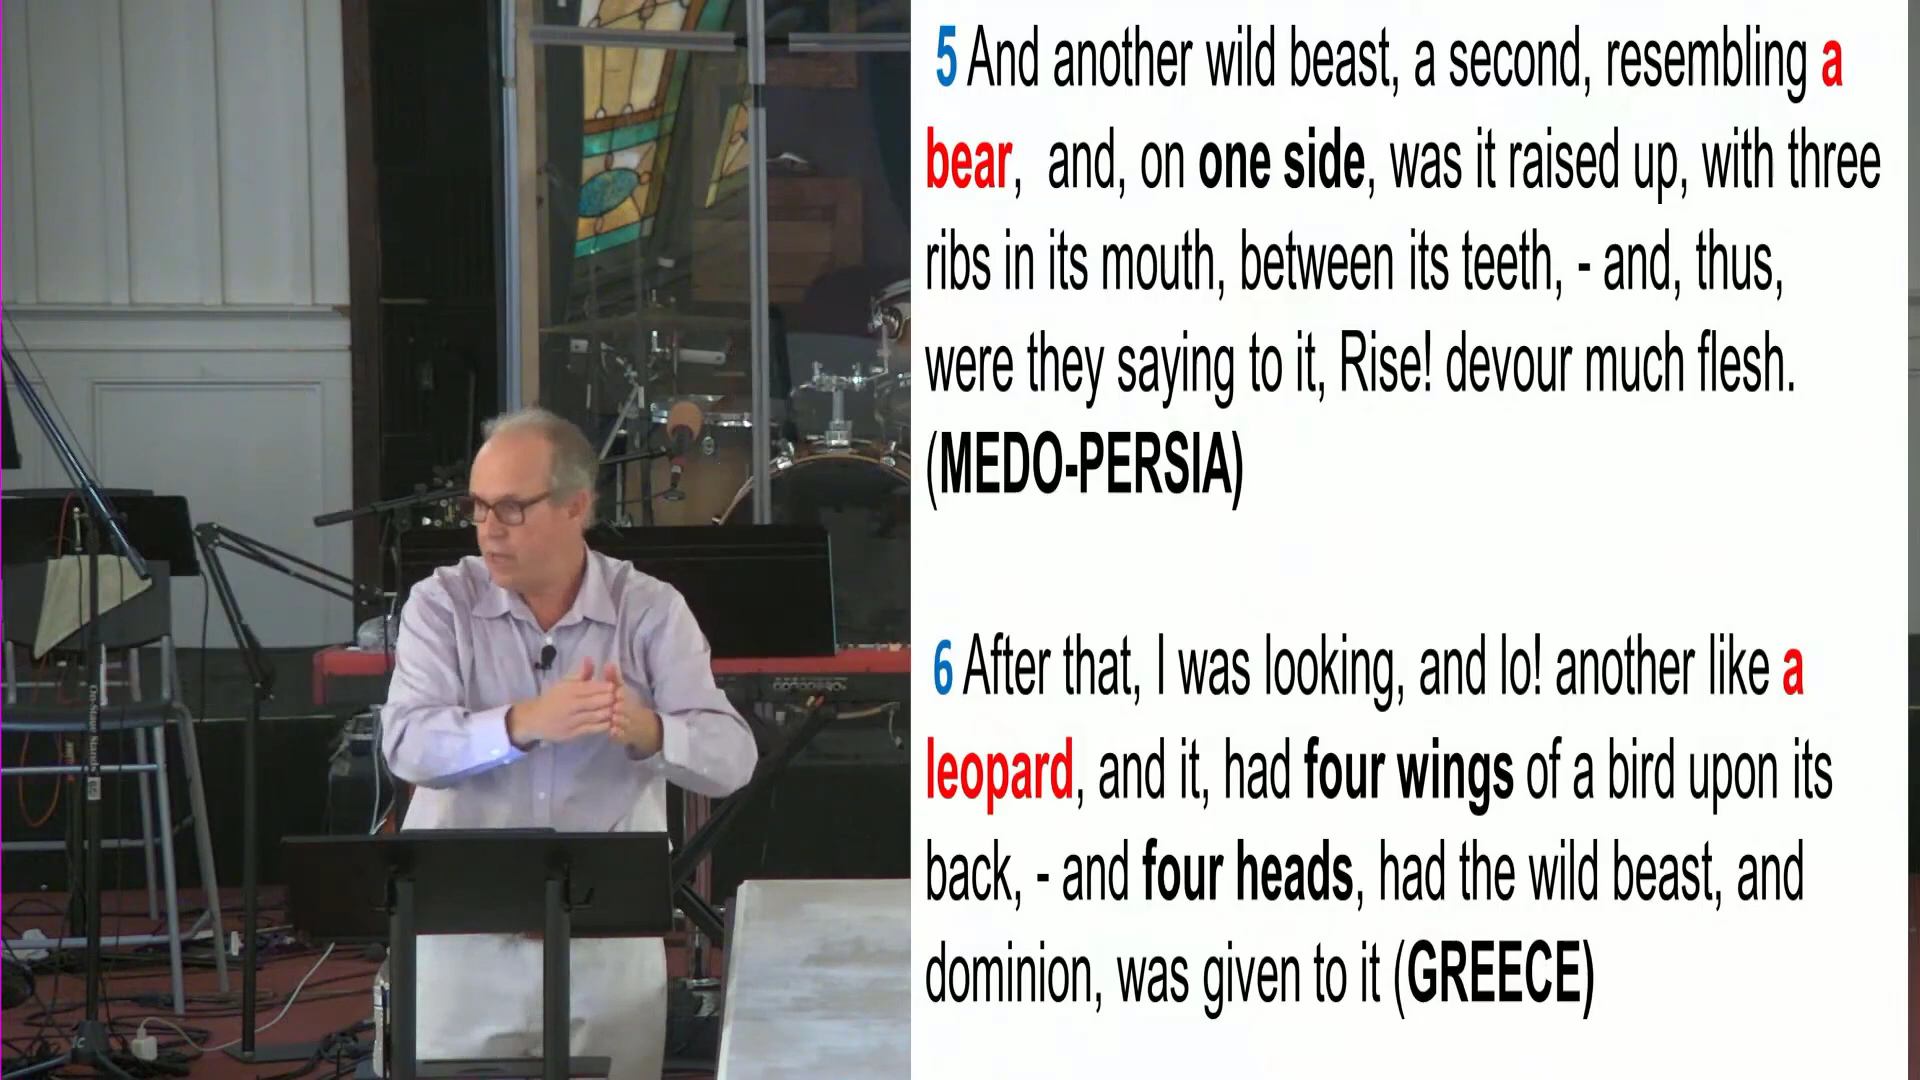 5 And another wild beast, a second, resembling a
bear,  and, on one side, was it raised up, with three
ribs in its mouth, between its teeth, - and, thus,
were they saying to it, Rise! devour much flesh.
(MEDO-PERSIA)
6 After that, I was looking, and lo! another like a
leopard, and it, had four wings of a bird upon its
back, - and four heads, had the wild beast, and
dominion, was given to it (GREECE)
On-Stage Stands